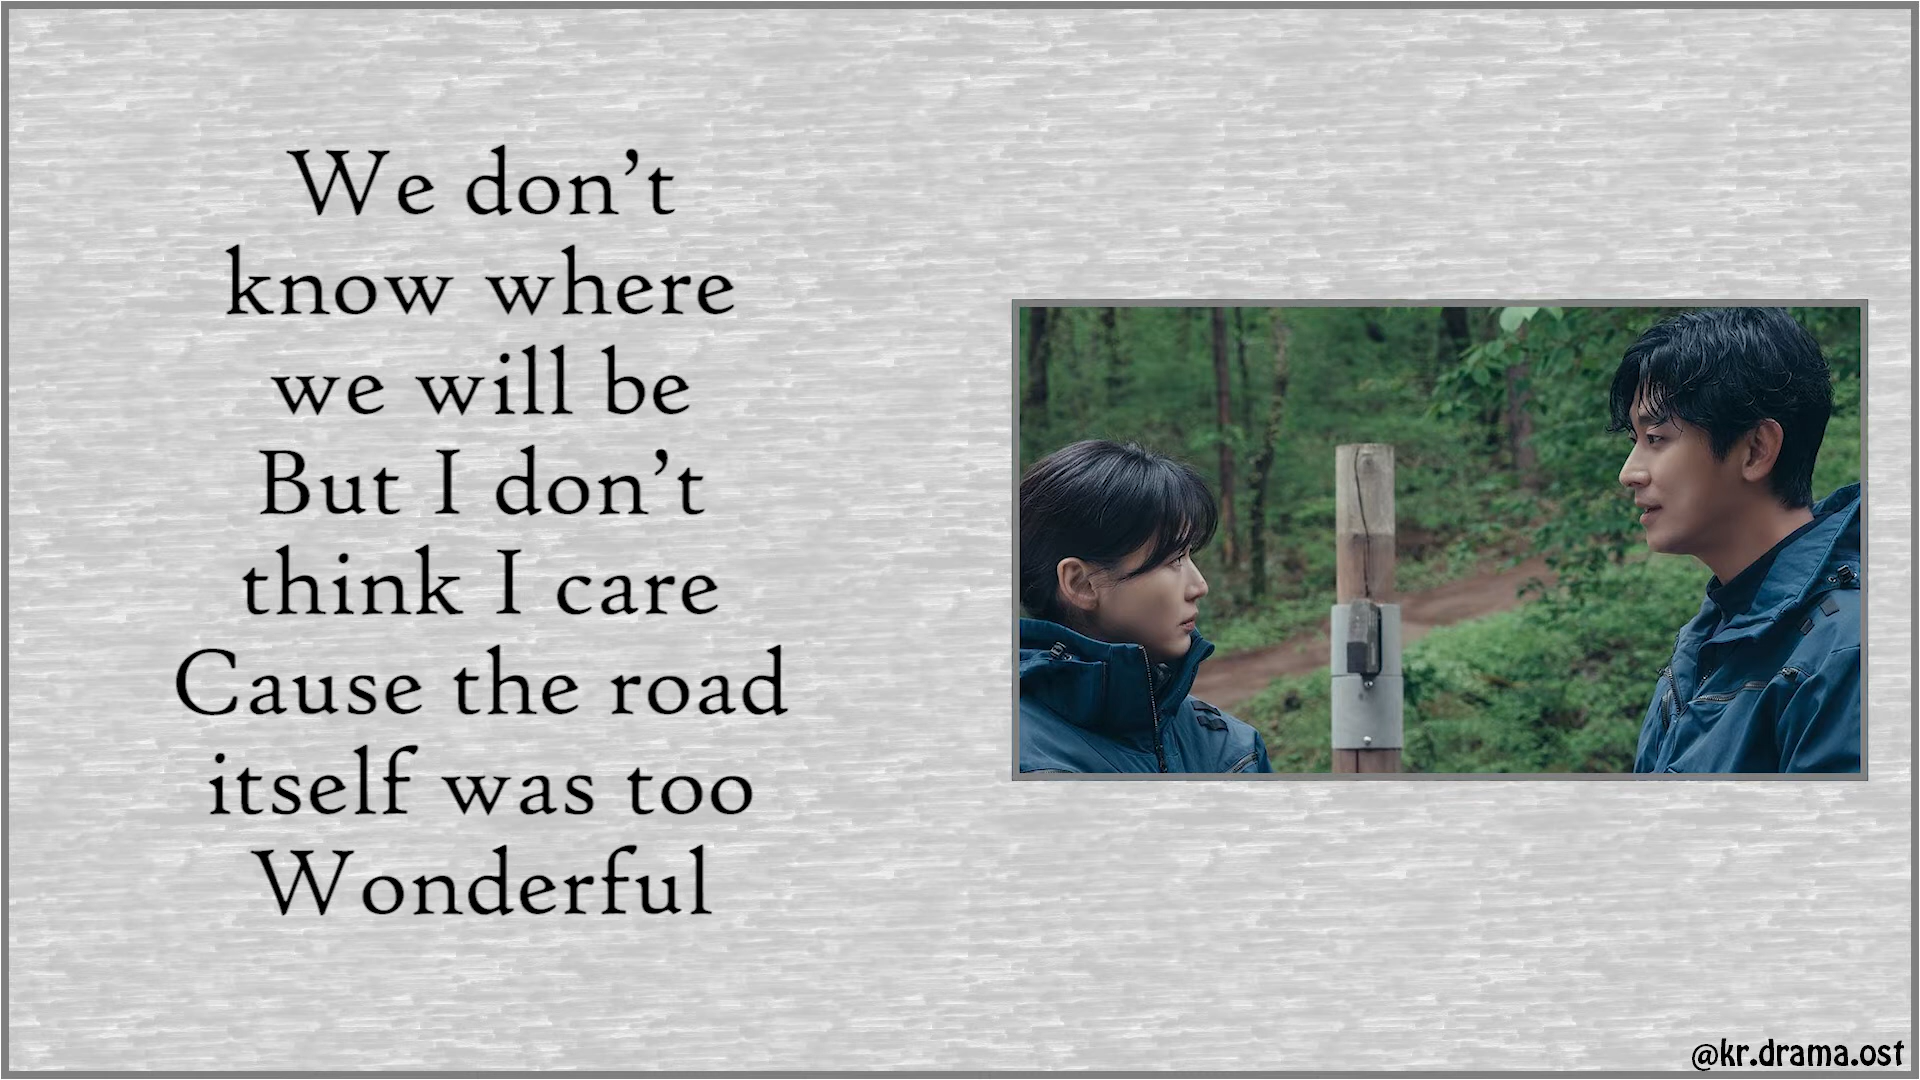 We don’t
know where
we will be
But I don’t
think I care
Cause the road
itself was too
Wonderful
@kr.drama.ost